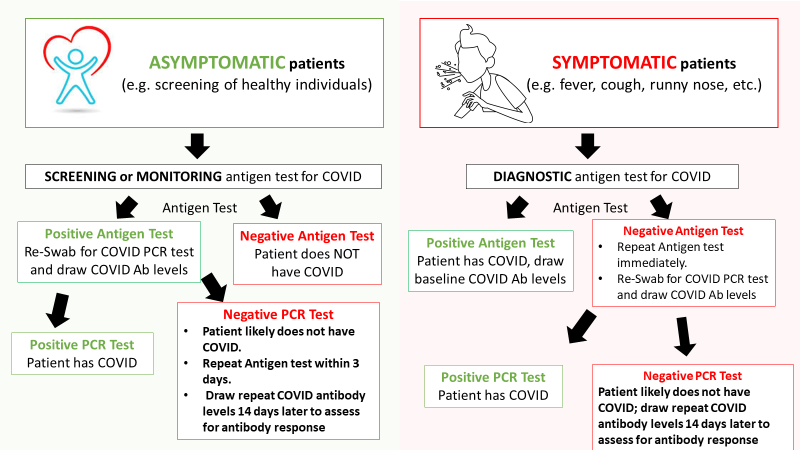 ASYMPTOMATIC patients
(e.g. screening of healthy individuals)
SCREENING or MONITORING antigen test for COVID
Antigen Test
Positive Antigen Test
Re-Swab for COVID PCR test
and draw COVID Ab levels
Negative Antigen Test
Patient does NOT
have COVID
Positive PCR Test
Patient has COVID
Negative PCR Test
• Patient likely does not have
COVID.
• Repeat Antigen test within 3
days.
• Draw repeat COVID antibody
levels 14 days later to assess
for antibody response
SYMPTOMATIC patients
(e.g. fever, cough, runny nose, etc.)
DIAGNOSTIC antigen test for COVID
Antigen Test
Positive Antigen Test
Patient has COVID, draw
baseline COVID Ab levels
Negative Antigen Test
• Repeat Antigen test
immediately.
• Re-Swab for COVID PCR test
and draw COVID Ab levels
Positive PCR Test
Patient has COVID
Negative PCR Test
Patient likely does not have
COVID; draw repeat COVID
antibody levels 14 days later to
assess for antibody response